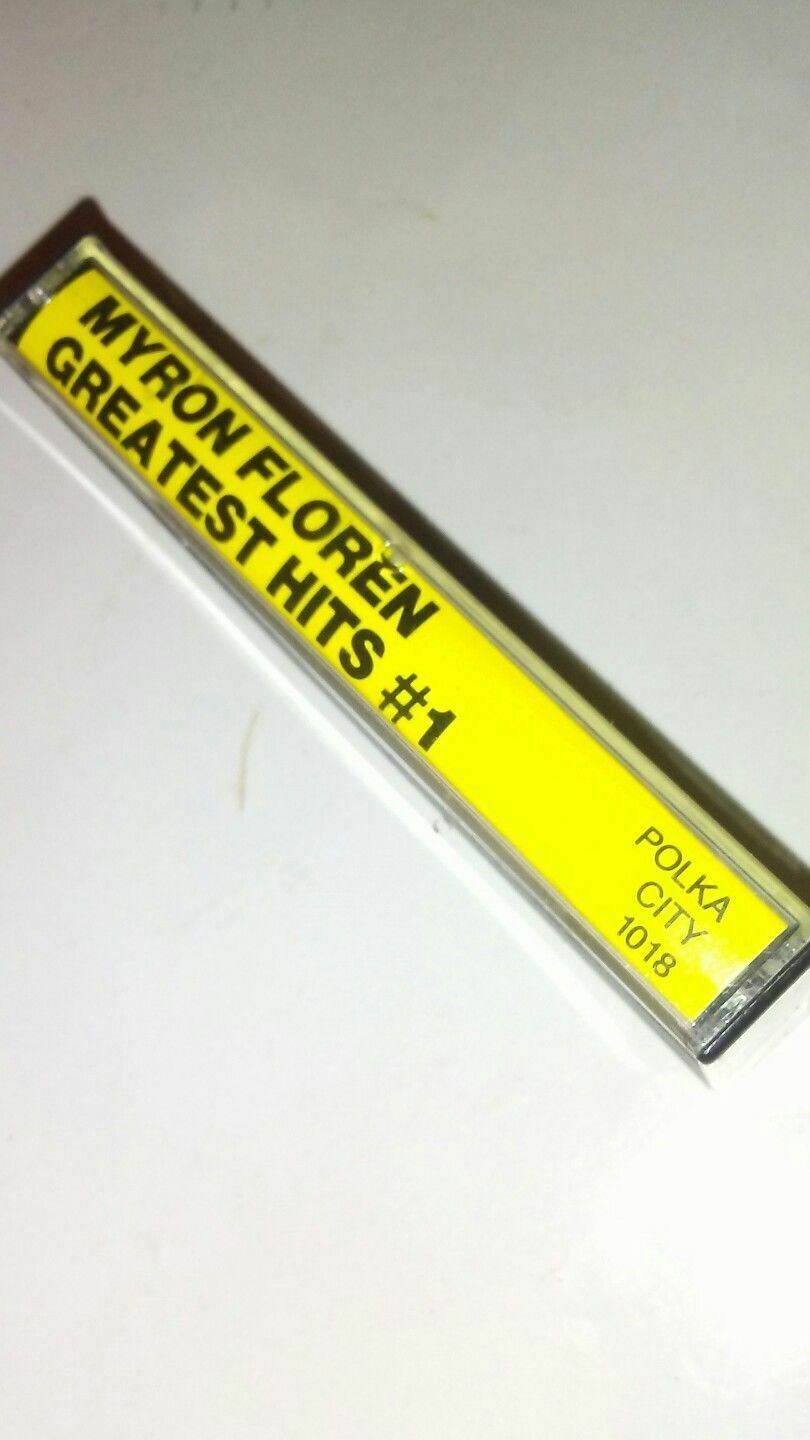 MYRON FLOREN
GREATEST HITS #1
POLKA
CITY
1018